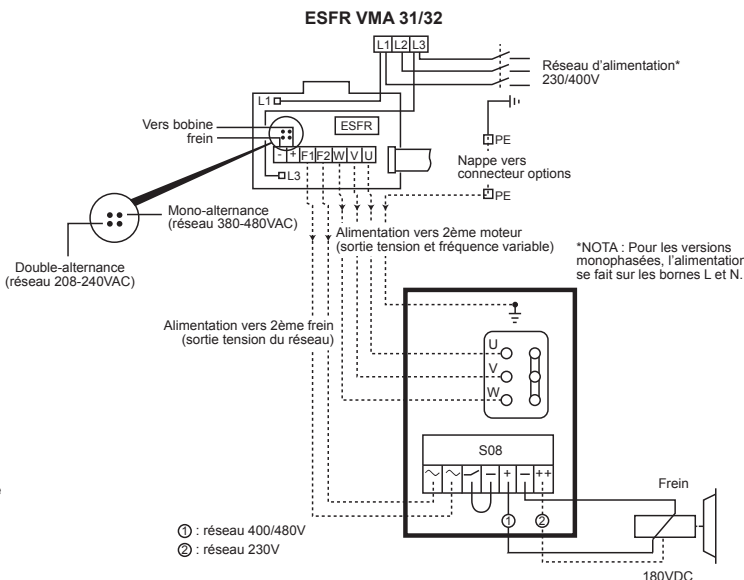 ESFR VMA 31/32
L1 L2 L3
Réseau d'alimentation*
230/400V
L1
ESFR
Vers bobine
frein
- + F1 F2 W V U
L3
PE
Nappe vers
connecteur options
PE
Mono-alternance
(réseau 380-480VAC)
Double-alternance
(réseau 208-240VAC)
Alimentation vers 2ème moteur
(sortie tension et fréquence variable)
*NOTA : Pour les versions
monophasées, l'alimentation
se fait sur les bornes L et N.
Alimentation vers 2ème frein
(sortie tension du réseau)
U
V
W
S08
+ − ++
Frein
1 2
① : réseau 400/480V
② : réseau 230V
180VDC